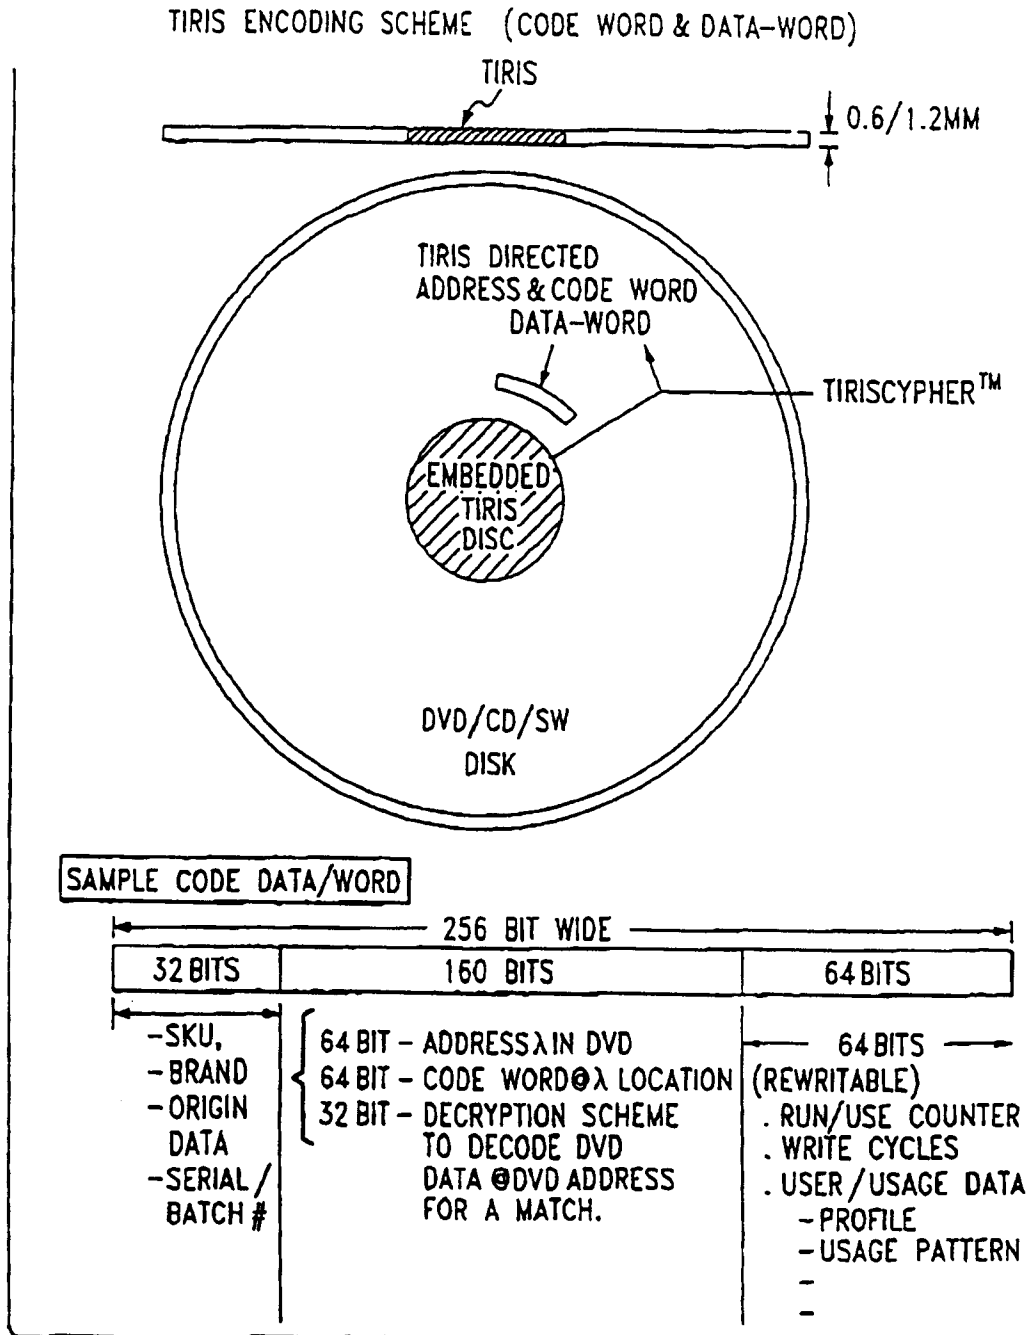 TIRIS ENCODING SCHEME (CODE WORD & DATA-WORD)
TIRIS
0.6/1.2MM
TIRIS DIRECTED
ADDRESS & CODE WORD
DATA-WORD
TIRISCYPHER™
EMBEDDED
TIRIS
DISC
DVD/CD/SW
DISK
SAMPLE CODE DATA/WORD
256 BIT WIDE
32 BITS
160 BITS
64 BITS
-SKU,
-BRAND
-ORIGIN
DATA
-SERIAL/
BATCH #
64 BIT - ADDRESS λ IN DVD
64 BIT - CODE WORD @ λ LOCATION
32 BIT - DECRYPTION SCHEME
TO DECODE DVD
DATA @ DVD ADDRESS
FOR A MATCH.
64 BITS
(REWRITABLE)
. RUN/USE COUNTER
. WRITE CYCLES
. USER/USAGE DATA
-PROFILE
-USAGE PATTERN
-
-